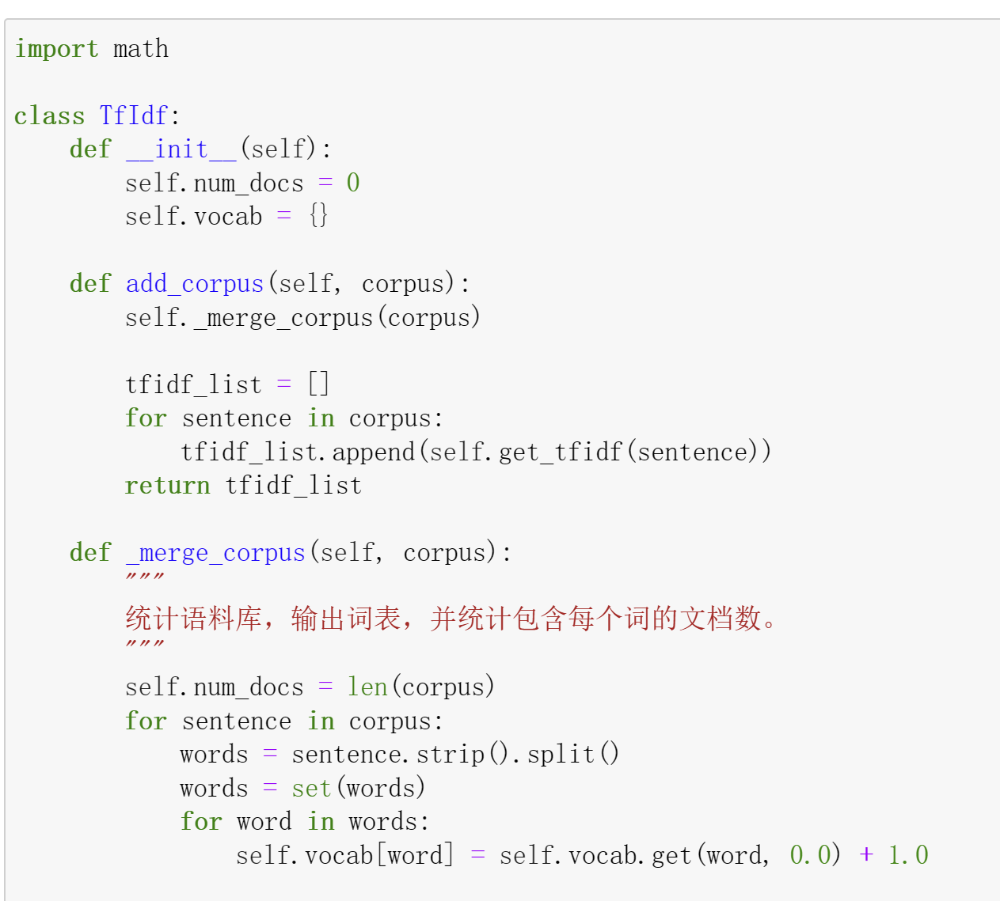 import math
class TfIdf:
    def __init__(self):
        self.num_docs = 0
        self.vocab = {}
    def add_corpus(self, corpus):
        self._merge_corpus(corpus)
        tfidf_list = []
        for sentence in corpus:
            tfidf_list.append(self.get_tfidf(sentence))
        return tfidf_list
    def _merge_corpus(self, corpus):
        """
        统计语料库，输出词表，并统计包含每个词的文档数。
        """
        self.num_docs = len(corpus)
        for sentence in corpus:
            words = sentence.strip().split()
            words = set(words)
            for word in words:
                self.vocab[word] = self.vocab.get(word, 0.0) + 1.0